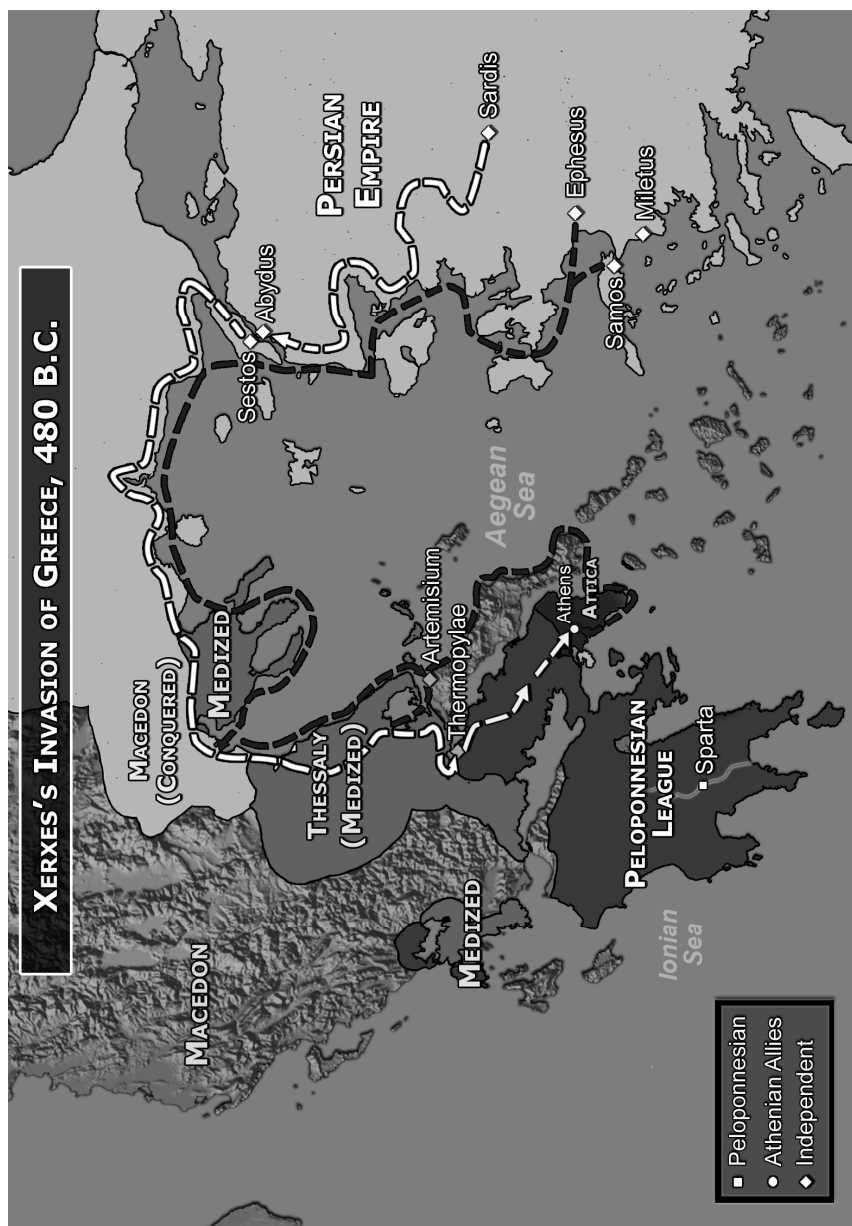 XERXES'S INVASION OF GREECE, 480 B.C.
MACEDON
MACEDON
(CONQUERED)
MEDIZED
THESSALY
(MEDIZED)
MEDIZED
Sestos
Abydus
PERSIAN
EMPIRE
Sardis
Ephesus
Samos
Miletus
Aegean
Sea
Artemisium
Thermopylae
Athens
ATTICA
PELOPONNESIAN
LEAGUE
Sparta
Ionian
Sea
Peloponnesian
Athenian Allies
Independent